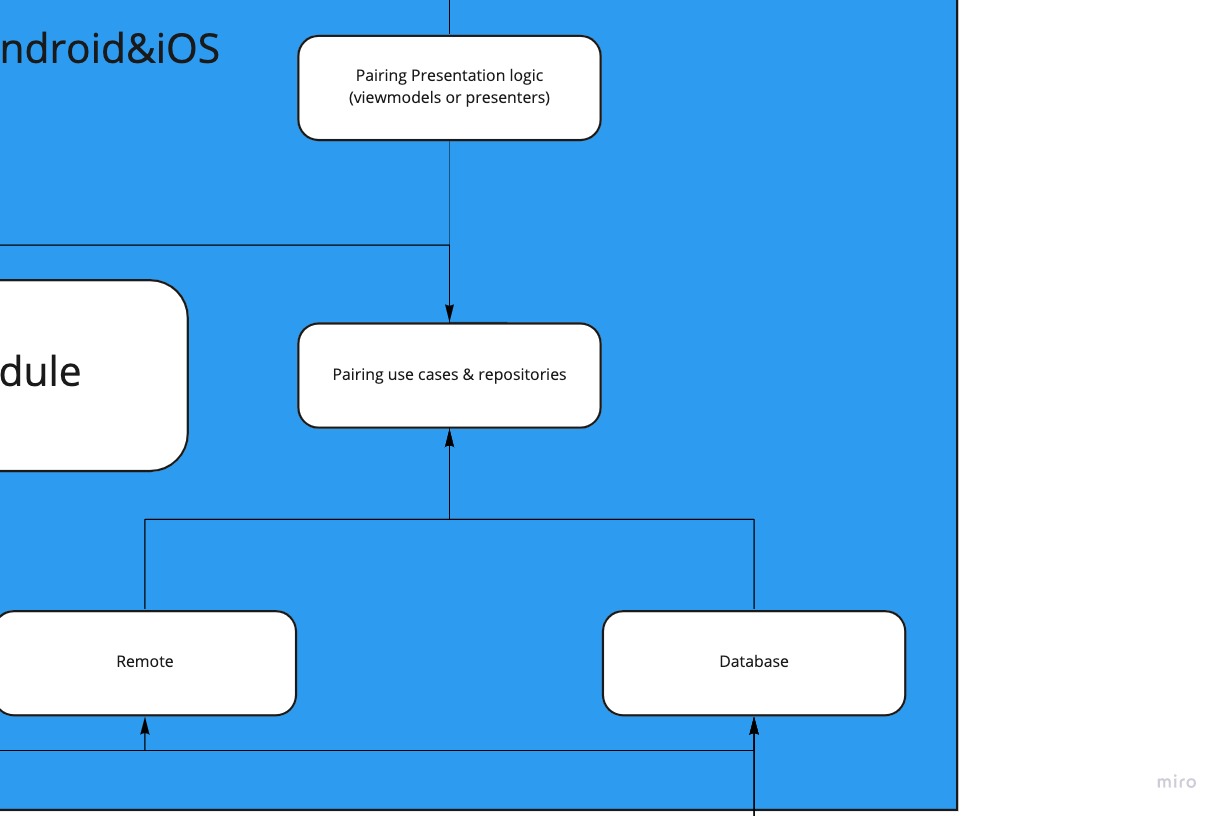 ndroid&iOS
Pairing Presentation logic
(viewmodels or presenters)
dule
Pairing use cases & repositories
Remote
Database
miro